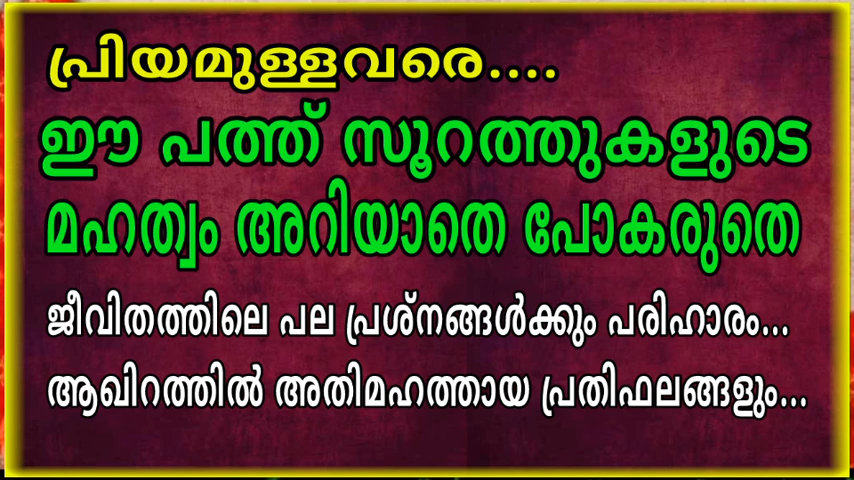 പ്രിയമുള്ളവരെ....
ഈ പത്ത് സൂറത്തുകളുടെ
മഹത്വം അറിയാതെ പോകരുതെ
ജീവിതത്തിലെ പല പ്രശ്നങ്ങൾക്കും പരിഹാരം...
ആഖിറത്തിൽ അതിമഹത്തായ പ്രതിഫലങ്ങളും...